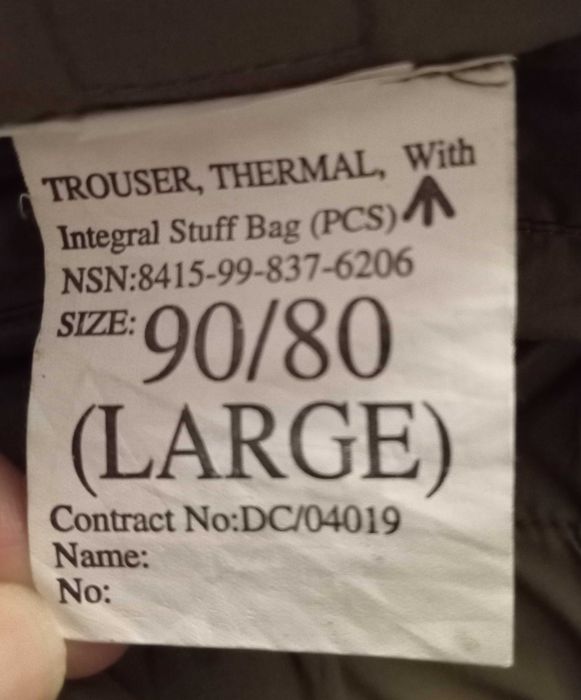 TROUSER, THERMAL, With
Integral Stuff Bag (PCS)
NSN:8415-99-837-6206
SIZE: 90/80
(LARGE)
Contract No:DC/04019
Name:
No: